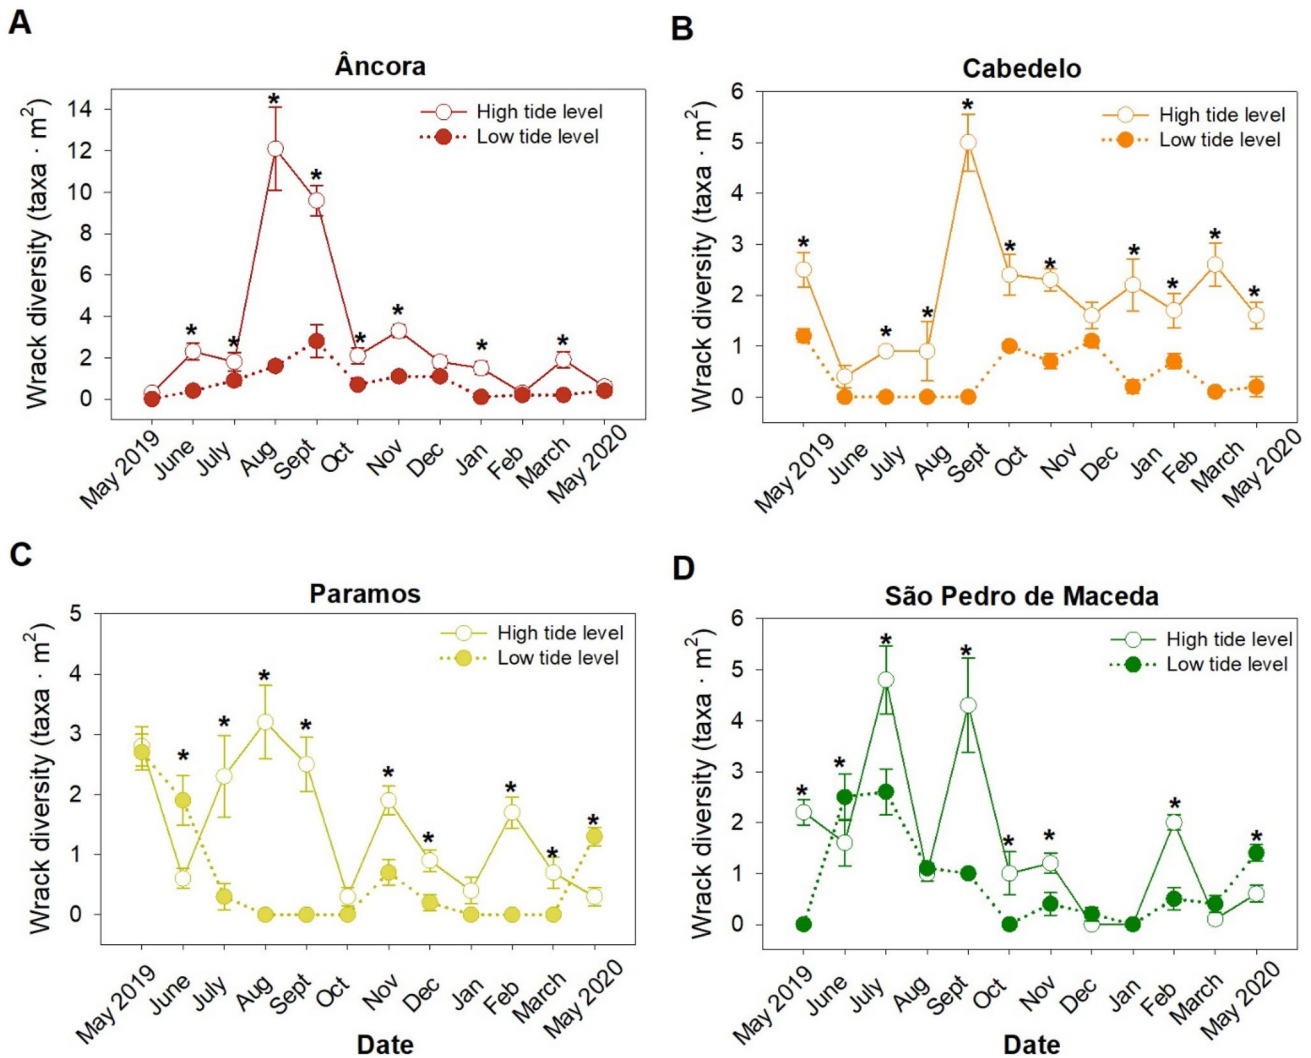 A
Âncora
Wrack diversity (taxa · m²)
14
12
10
8
6
4
2
0
High tide level
Low tide level
* * * * * * * * *
May 2019 June July Aug Sept Oct Nov Dec Jan Feb March May 2020
B
Cabedelo
Wrack diversity (taxa · m²)
6
5
4
3
2
1
0
High tide level
Low tide level
* * * * * * * * * *
May 2019 June July Aug Sept Oct Nov Dec Jan Feb March May 2020
C
Paramos
Wrack diversity (taxa · m²)
5
4
3
2
1
0
High tide level
Low tide level
* * * * * * * * *
May 2019 June July Aug Sept Oct Nov Dec Jan Feb March May 2020
Date
D
São Pedro de Maceda
Wrack diversity (taxa · m²)
6
5
4
3
2
1
0
High tide level
Low tide level
* * * * * * * *
May 2019 June July Aug Sept Oct Nov Dec Jan Feb March May 2020
Date